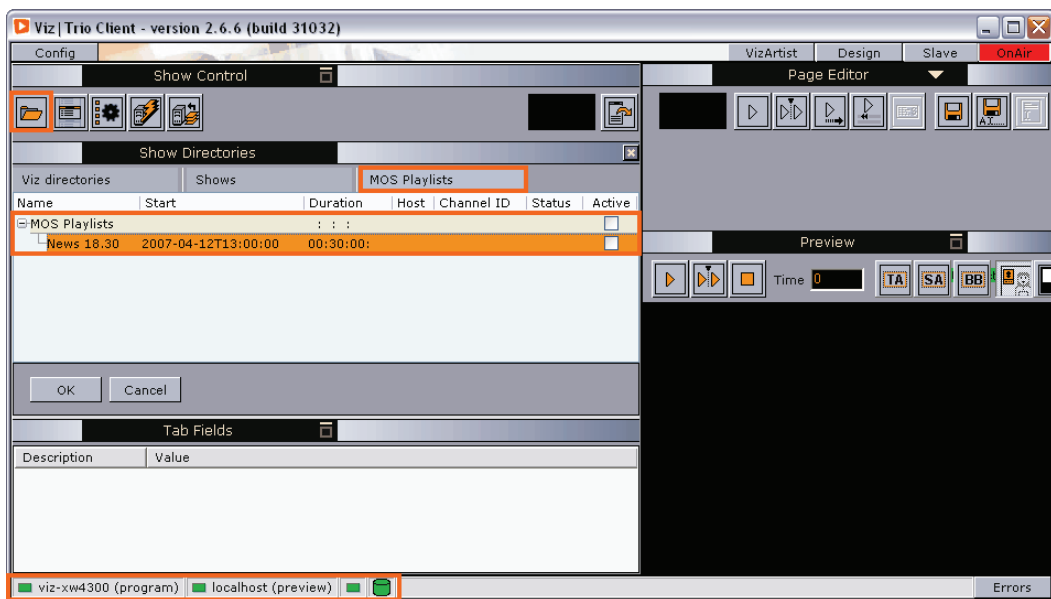 Viz|Trio Client - version 2.6.6 (build 31032)
Config
VizArtist Design Slave OnAir
Show Control
Page Editor
Show Directories
Viz directories Shows MOS Playlists
Name Start Duration Host Channel ID Status Active
MOS Playlists : : :
News 18.30 2007-04-12T13:00:00 00:30:00:
Preview
Time 0 TA SA BB
OK Cancel
Tab Fields
Description Value
viz-xw4300 (program) localhost (preview)
Errors